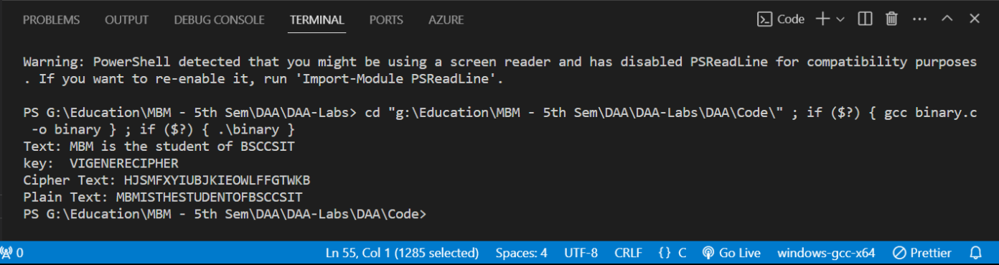 PROBLEMS OUTPUT DEBUG CONSOLE TERMINAL PORTS AZURE Code
Warning: PowerShell detected that you might be using a screen reader and has disabled PSReadLine for compatibility purposes
. If you want to re-enable it, run 'Import-Module PSReadLine'.
PS G:\Education\MBM - 5th Sem\DAA\DAA-Labs> cd "g:\Education\MBM - 5th Sem\DAA\DAA-Labs\DAA\Code\" ; if ($?) { gcc binary.c
-o binary } ; if ($?) { .\binary }
Text: MBM is the student of BSCCSIT
key:  VIGENERECIPHER
Cipher Text: HJSMFXYIUBJKIEOWLFFGTWKB
Plain Text: MBMISTHESTUDENTOFBSCCSIT
PS G:\Education\MBM - 5th Sem\DAA\DAA-Labs\DAA\Code>
0 Ln 55, Col 1 (1285 selected) Spaces: 4 UTF-8 CRLF {} C Go Live windows-gcc-x64 Prettier